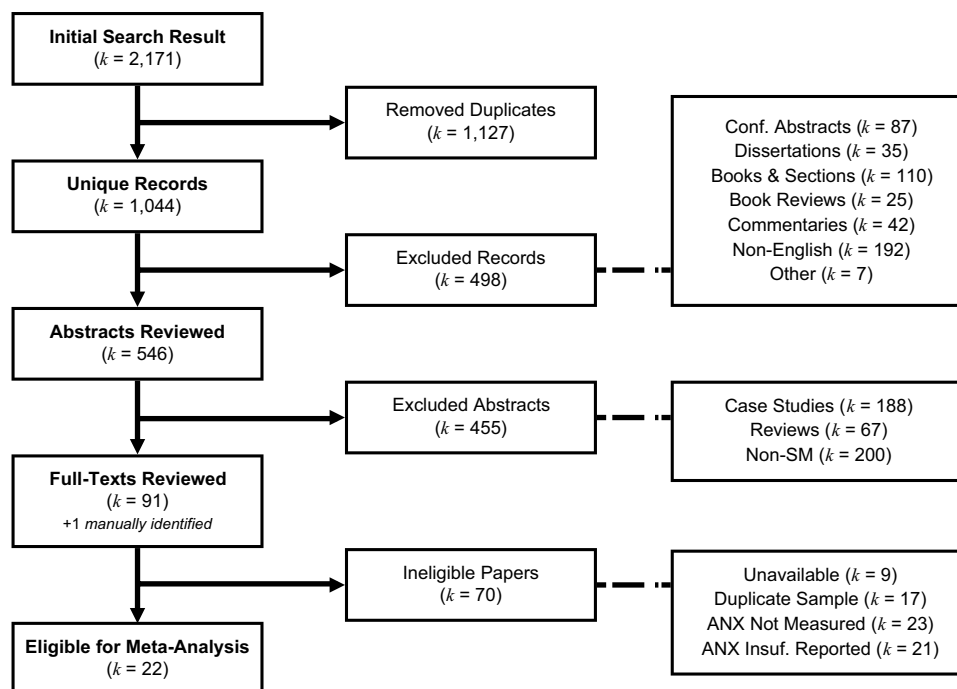 Initial Search Result
(k = 2,171)
Removed Duplicates
(k = 1,127)
Unique Records
(k = 1,044)
Excluded Records
(k = 498)
Conf. Abstracts (k = 87)
Dissertations (k = 35)
Books & Sections (k = 110)
Book Reviews (k = 25)
Commentaries (k = 42)
Non-English (k = 192)
Other (k = 7)
Abstracts Reviewed
(k = 546)
Excluded Abstracts
(k = 455)
Case Studies (k = 188)
Reviews (k = 67)
Non-SM (k = 200)
Full-Texts Reviewed
(k = 91)
+1 manually identified
Ineligible Papers
(k = 70)
Unavailable (k = 9)
Duplicate Sample (k = 17)
ANX Not Measured (k = 23)
ANX Insuf. Reported (k = 21)
Eligible for Meta-Analysis
(k = 22)